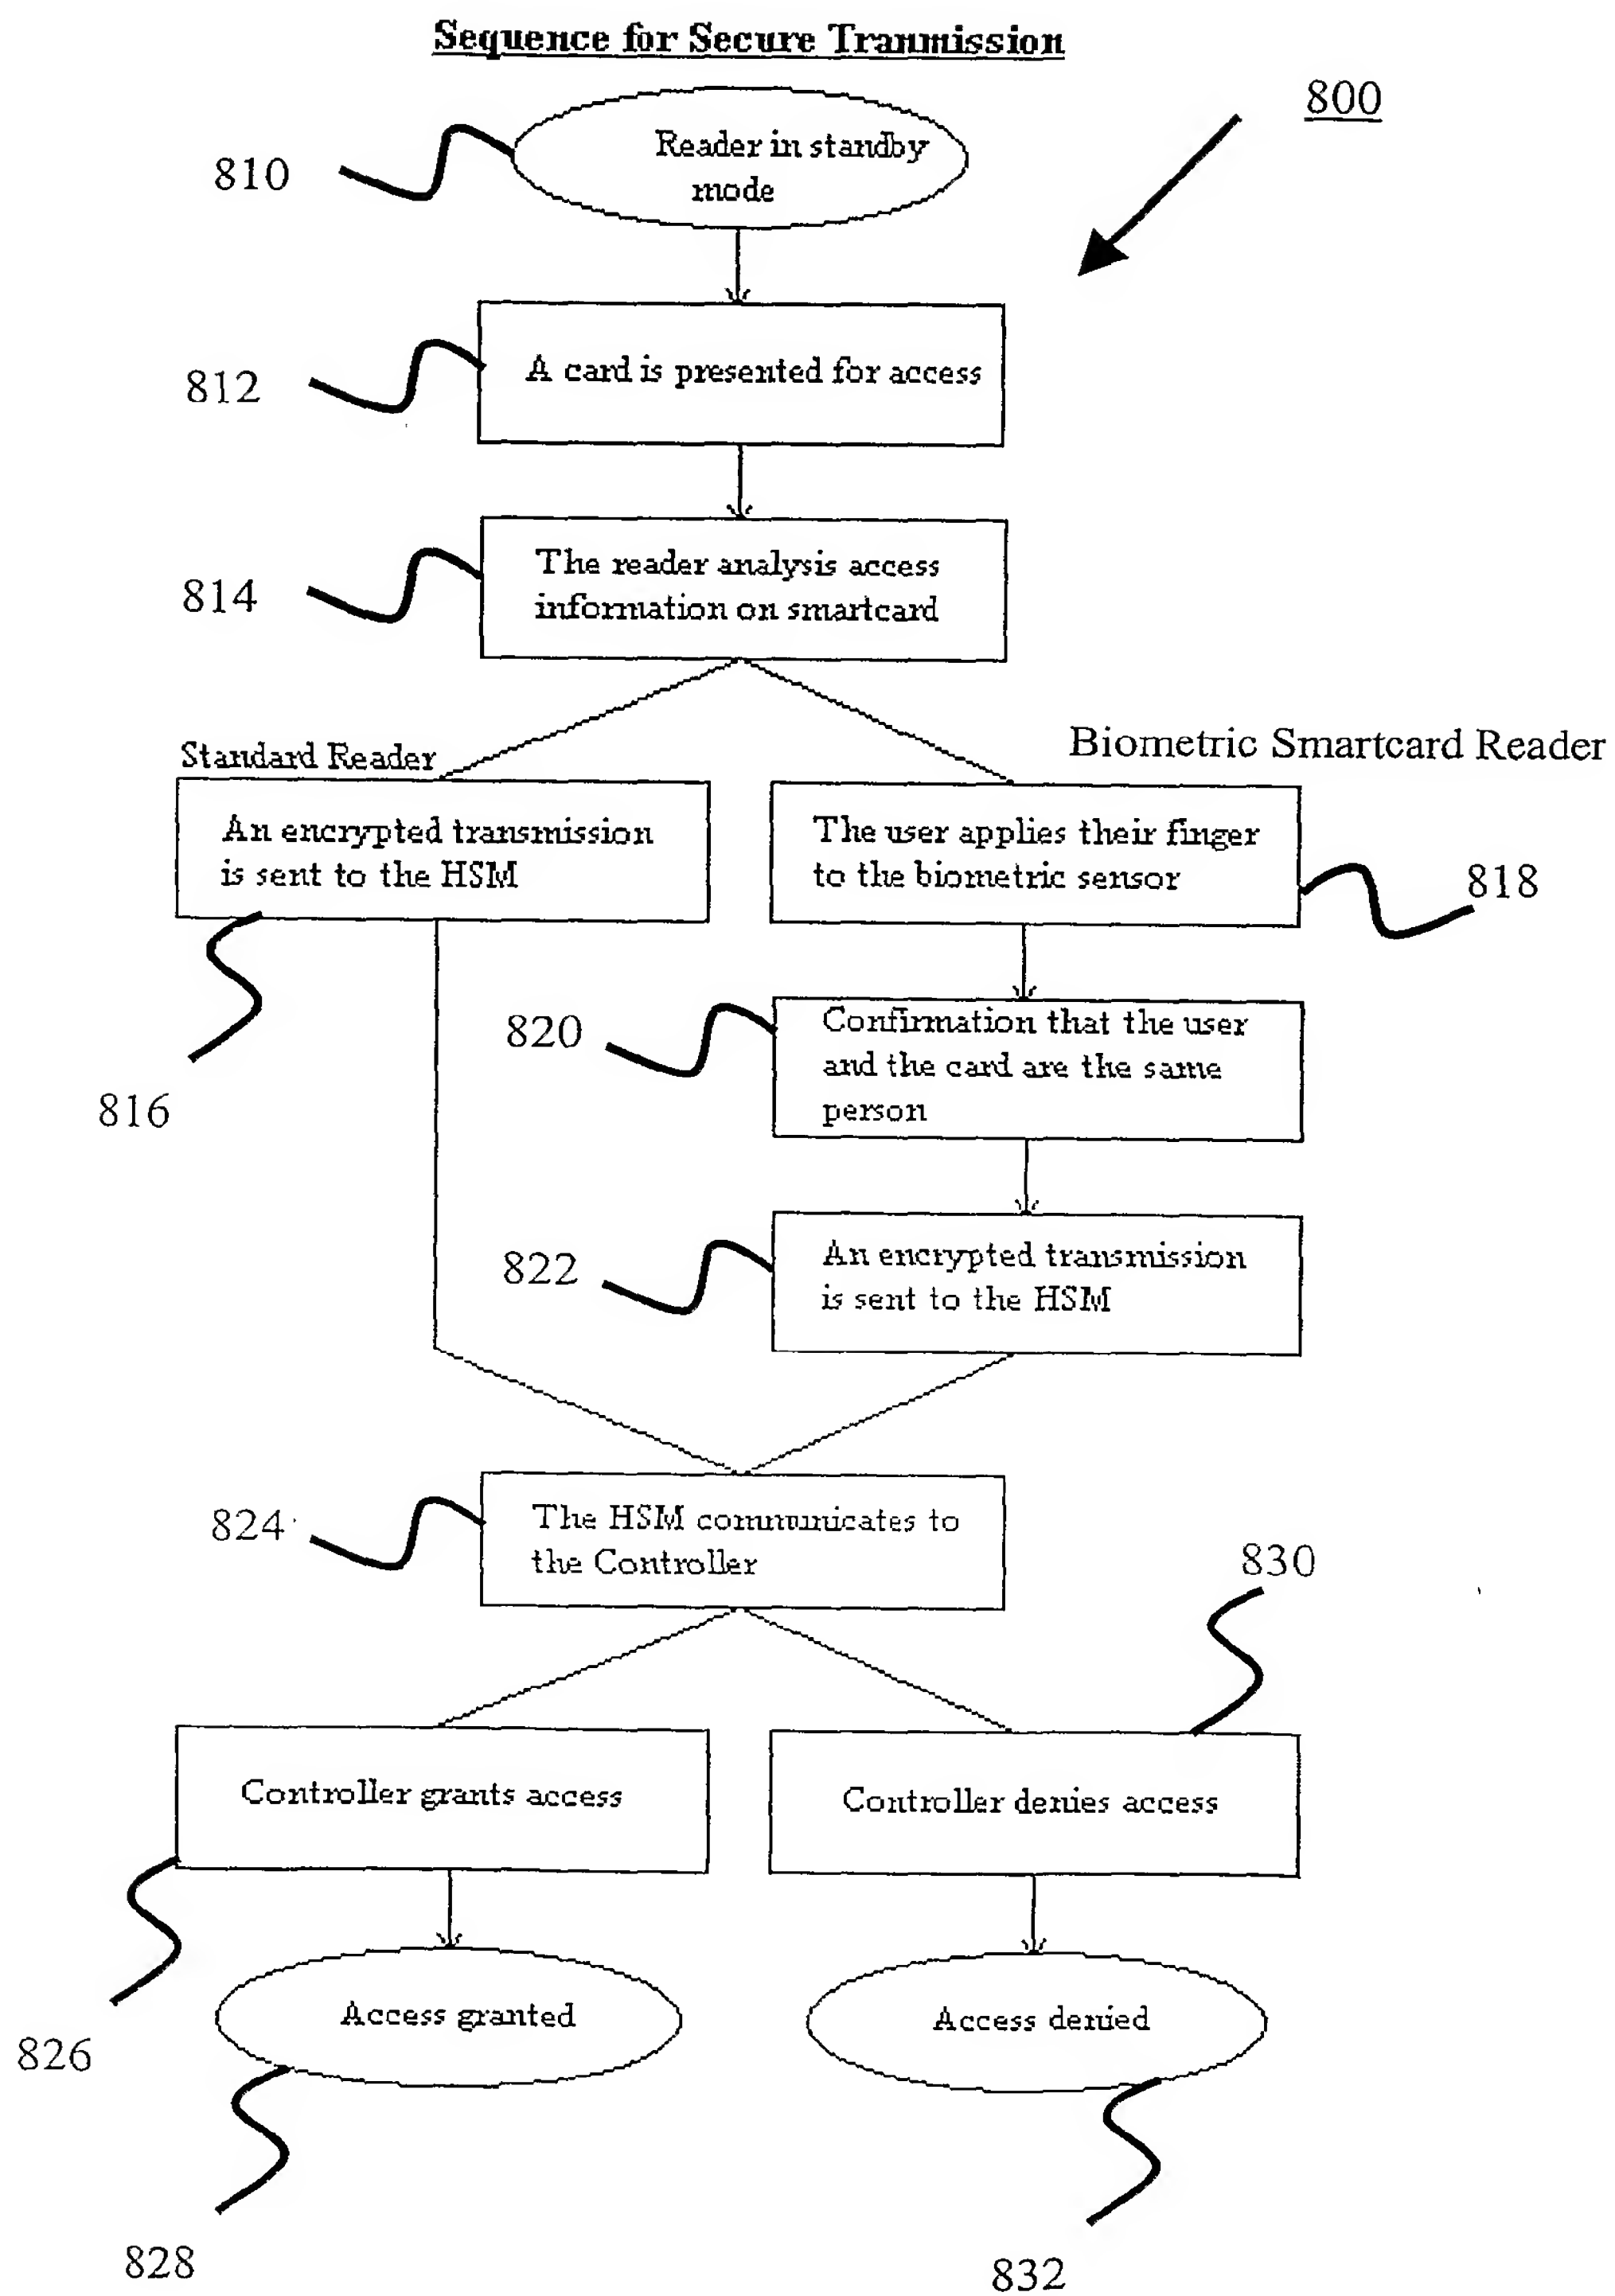 Sequence for Secure Tranmission
800
810
Reader in standby
mode
812
A card is presented for access
814
The reader analysis access
information on smartcard
Standard Reader
Biometric Smartcard Reader
An encrypted transmission
is sent to the HSM
816
The user applies their finger
to the biometric sensor
818
820
Confirmation that the user
and the card are the same
person
822
An encrypted transmission
is sent to the HSM
824
The HSM communicates to
the Controller
830
Controller grants access
Controller denies access
826
Access granted
Access denied
828
832